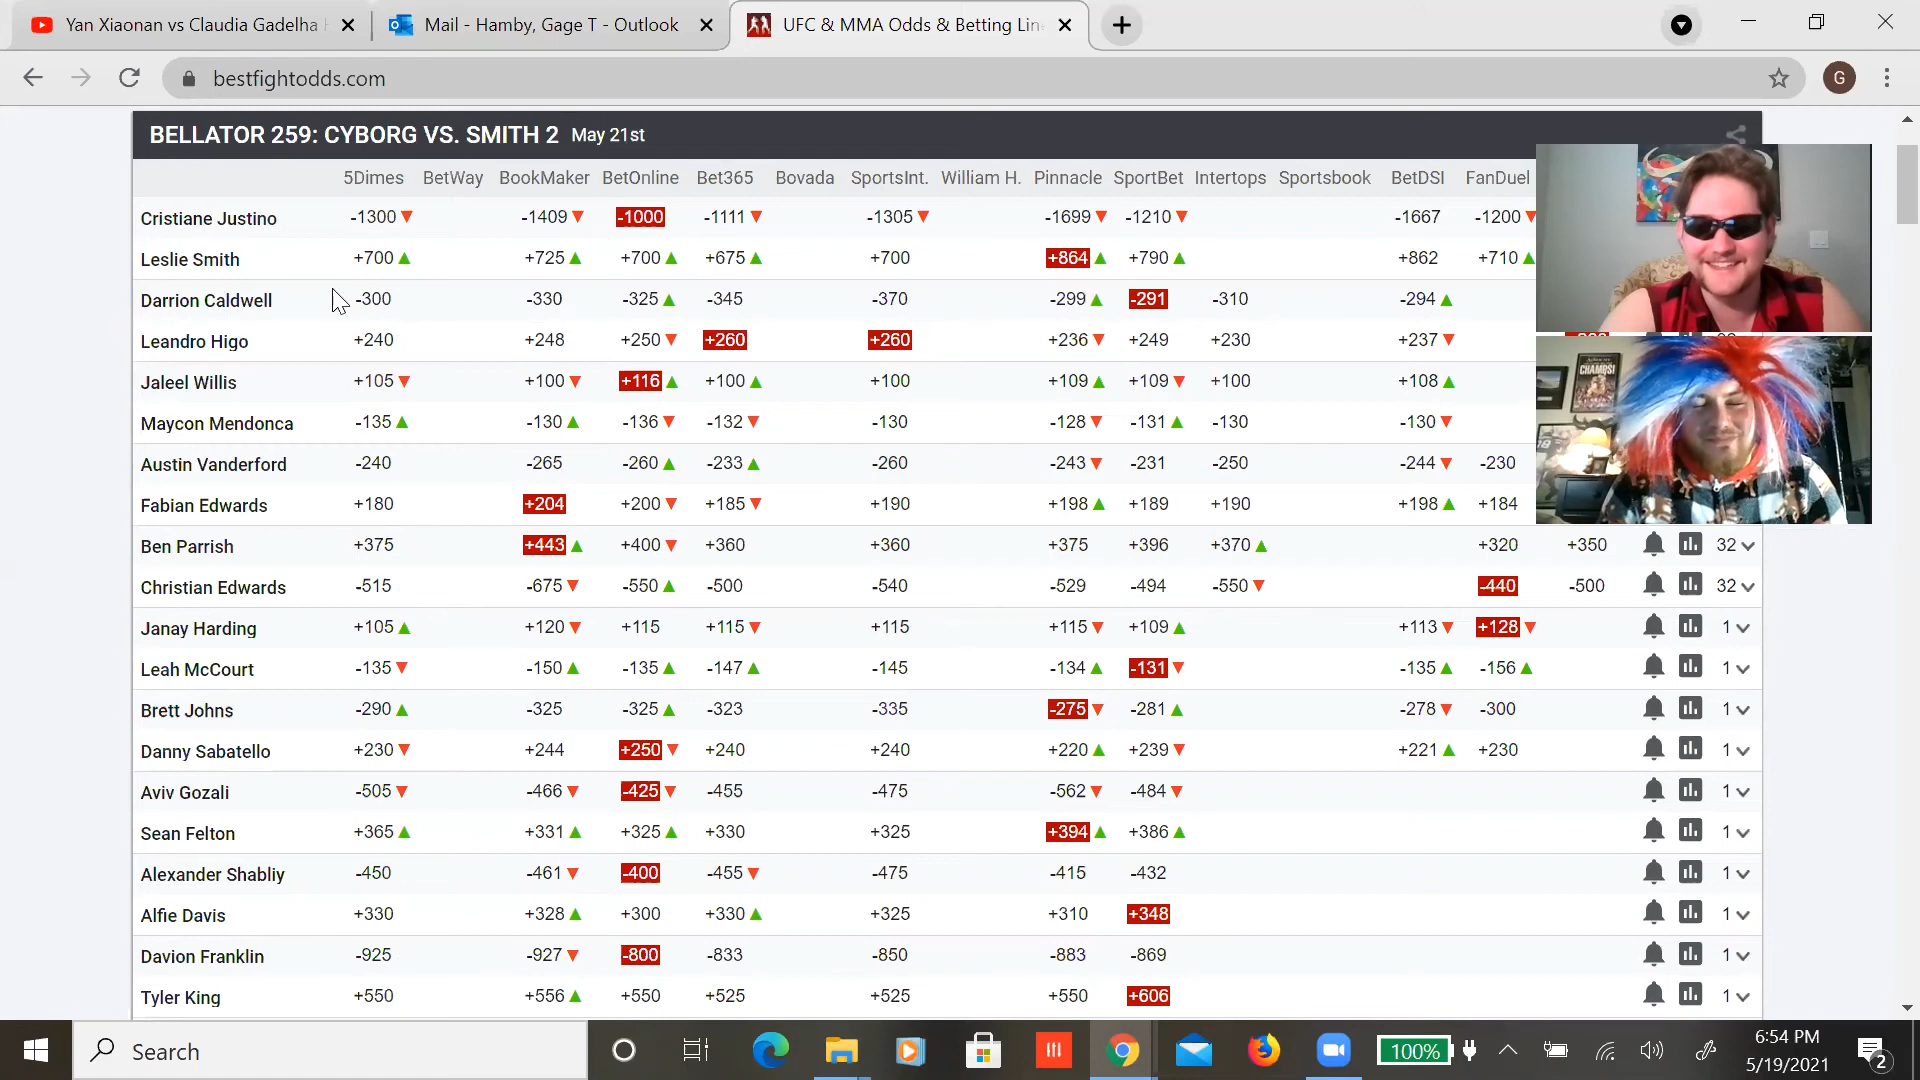 Yan Xiaonan vs Claudia Gadelha
Mail - Hamby, Gage T - Outlook
UFC & MMA Odds & Betting Lin
bestfightodds.com
G
BELLATOR 259: CYBORG VS. SMITH 2 May 21st
5Dimes BetWay BookMaker BetOnline Bet365 Bovada SportsInt. William H. Pinnacle SportBet Intertops Sportsbook BetDSI FanDuel
Cristiane Justino -1300▼ -1409▼ -1000 -1111▼ -1305▼ -1699▼ -1210▼ -1667 -1200▼
Leslie Smith +700▲ +725▲ +700▲ +675▲ +700 +864▲ +790▲ +862 +710▲
Darrion Caldwell -300 -330 -325▲ -345 -370 -299▲ -291 -310 -294▲
Leandro Higo +240 +248 +250▼ +260 +260 +236▼ +249 +230 +237▼
Jaleel Willis +105▼ +100▼ +116▲ +100▲ +100 +109▲ +109▼ +100 +108▲
Maycon Mendonca -135▲ -130▲ -136▼ -132▼ -130 -128▼ -131▲ -130 -130▼
Austin Vanderford -240 -265 -260▲ -233▲ -260 -243▼ -231 -250 -244▼ -230
Fabian Edwards +180 +204 +200▼ +185▼ +190 +198▲ +189 +190 +198▲ +184
Ben Parrish +375 +443▲ +400▼ +360 +360 +375 +396 +370▲ +320 +350 32
Christian Edwards -515 -675▼ -550▲ -500 -540 -529 -494 -550▼ -440 -500 32
Janay Harding +105▲ +120▼ +115 +115▼ +115 +115▼ +109▲ +113▼ +128▼ 1
Leah McCourt -135▼ -150▲ -135▲ -147▲ -145 -134▲ -131▼ -135▲ -156▲ 1
Brett Johns -290▲ -325 -325▲ -323 -335 -275▼ -281▲ -278▼ -300 1
Danny Sabatello +230▼ +244 +250▼ +240 +240 +220▲ +239▼ +221▲ +230 1
Aviv Gozali -505▼ -466▼ -425▼ -455 -475 -562▼ -484▼ 1
Sean Felton +365▲ +331▲ +325▲ +330 +325 +394▲ +386▲ 1
Alexander Shabliy -450 -461▼ -400 -455▼ -475 -415 -432 1
Alfie Davis +330 +328▲ +300 +330▲ +325 +310 +348 1
Davion Franklin -925 -927▼ -800 -833 -850 -883 -869 1
Tyler King +550 +556▲ +550 +525 +525 +550 +606 1
CHAMPS!
Search
100%
6:54 PM
5/19/2021
2